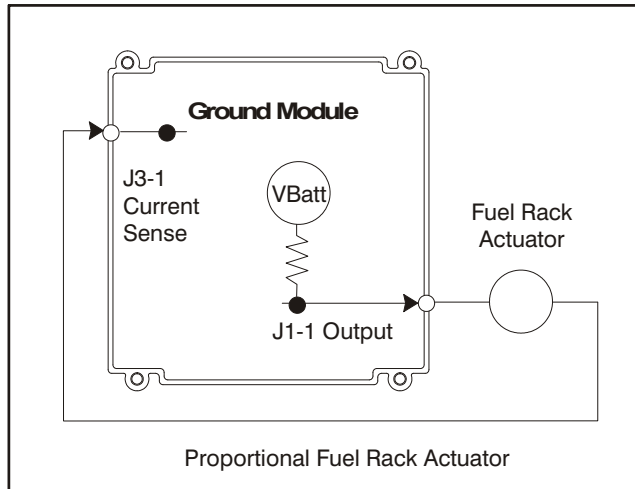 Ground Module
J3-1
Current
Sense
VBatt
Fuel Rack
Actuator
J1-1 Output
Proportional Fuel Rack Actuator